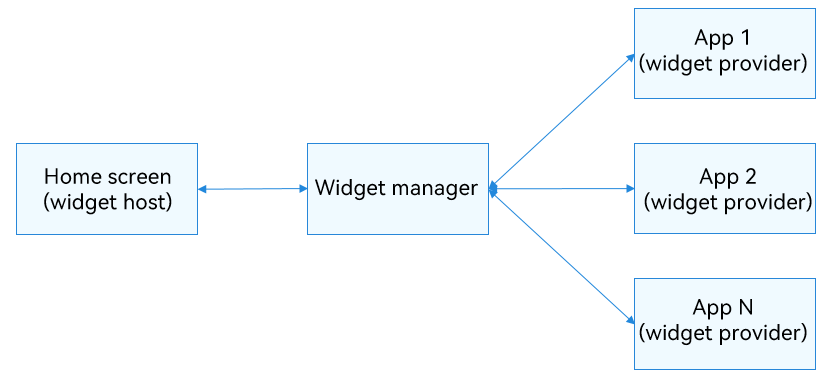 Home screen
(widget host)
Widget manager
App 1
(widget provider)
App 2
(widget provider)
App N
(widget provider)